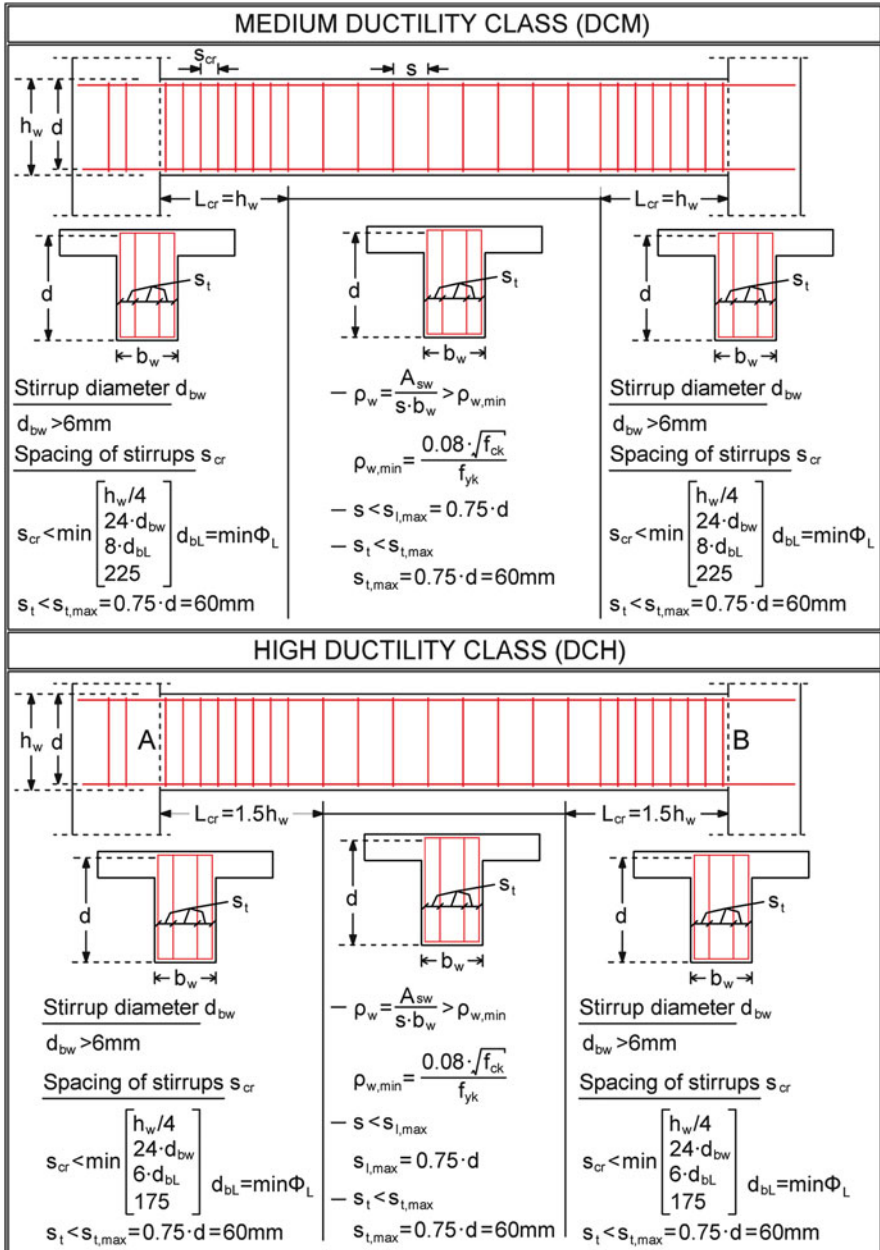 MEDIUM DUCTILITY CLASS (DCM)
s_cr
s
h_w
d
L_cr=h_w
L_cr=h_w
d
s_t
b_w
Stirrup diameter d_bw
d_bw >6mm
Spacing of stirrups s_cr
s_cr <min [h_w/4
24·d_bw
8·d_bL
225] d_bL=minΦ_L
s_t<s_t,max=0.75·d=60mm
d
s_t
b_w
– ρ_w=A_sw/(s·b_w)>ρ_w,min
ρ_w,min=0.08·√f_ck/f_yk
– s<s_l,max=0.75·d
– s_t<s_t,max
s_t,max=0.75·d=60mm
d
s_t
b_w
Stirrup diameter d_bw
d_bw >6mm
Spacing of stirrups s_cr
s_cr <min [h_w/4
24·d_bw
8·d_bL
225] d_bL=minΦ_L
s_t<s_t,max=0.75·d=60mm
HIGH DUCTILITY CLASS (DCH)
h_w
d
A
B
L_cr=1.5h_w
L_cr=1.5h_w
d
s_t
b_w
Stirrup diameter d_bw
d_bw >6mm
Spacing of stirrups s_cr
s_cr <min [h_w/4
24·d_bw
6·d_bL
175] d_bL=minΦ_L
s_t<s_t,max=0.75·d=60mm
d
s_t
b_w
– ρ_w=A_sw/(s·b_w)>ρ_w,min
ρ_w,min=0.08·√f_ck/f_yk
– s<s_l,max
s_l,max=0.75·d
– s_t<s_t,max
s_t,max=0.75·d=60mm
d
s_t
b_w
Stirrup diameter d_bw
d_bw >6mm
Spacing of stirrups s_cr
s_cr <min [h_w/4
24·d_bw
6·d_bL
175] d_bL=minΦ_L
s_t<s_t,max=0.75·d=60mm